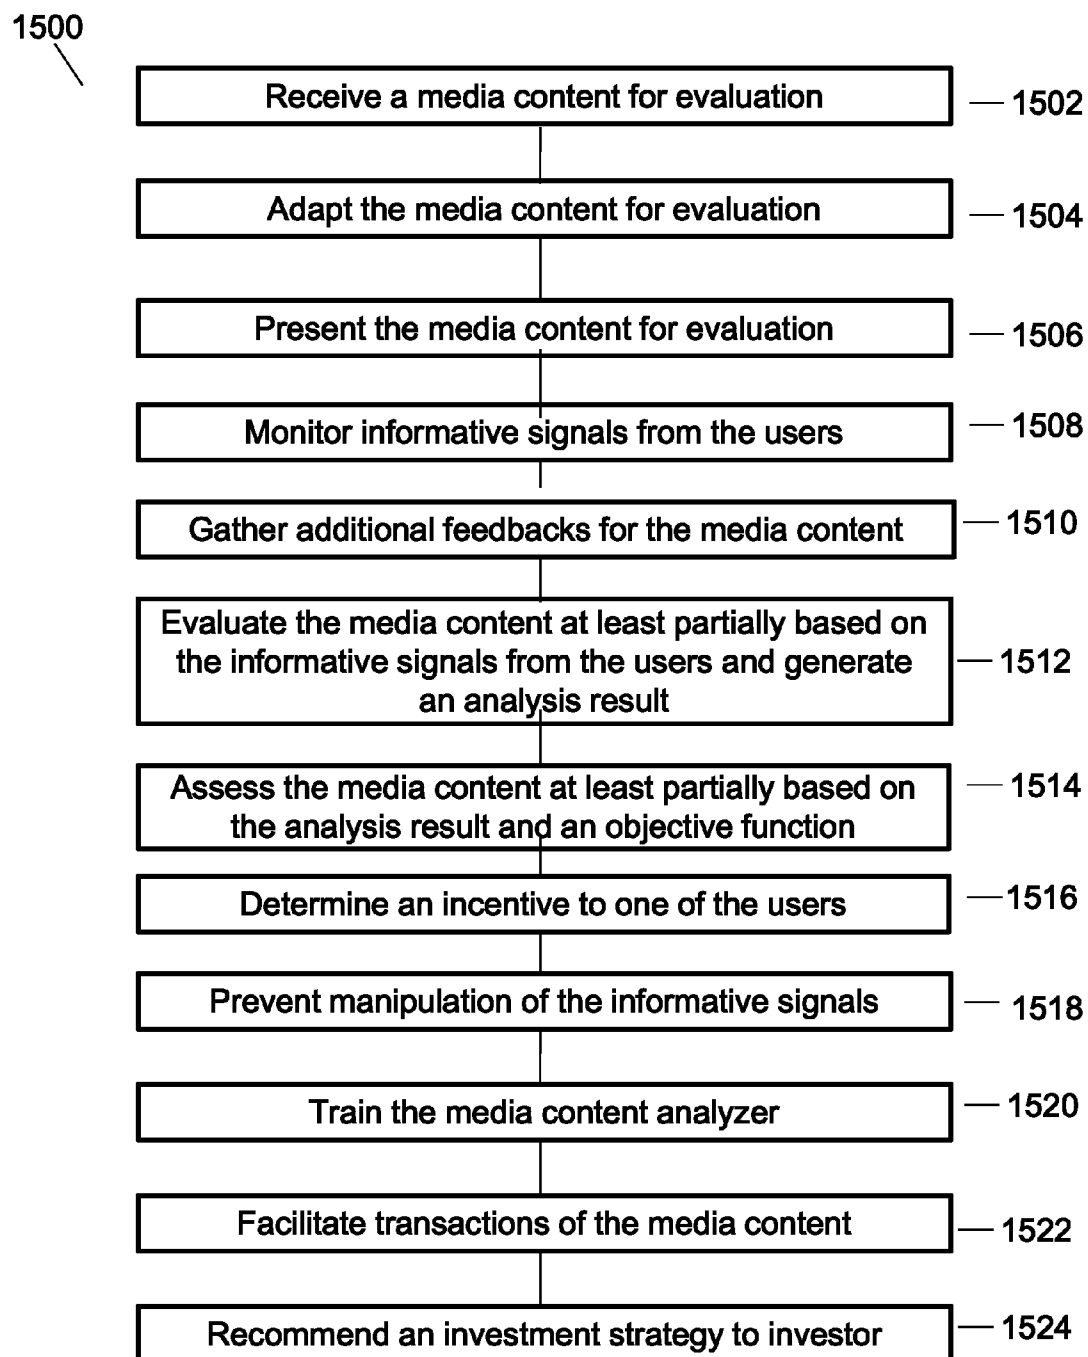 1500
Receive a media content for evaluation
1502
Adapt the media content for evaluation
1504
Present the media content for evaluation
1506
Monitor informative signals from the users
1508
Gather additional feedbacks for the media content
1510
Evaluate the media content at least partially based on
the informative signals from the users and generate
an analysis result
1512
Assess the media content at least partially based on
the analysis result and an objective function
1514
Determine an incentive to one of the users
1516
Prevent manipulation of the informative signals
1518
Train the media content analyzer
1520
Facilitate transactions of the media content
1522
Recommend an investment strategy to investor
1524